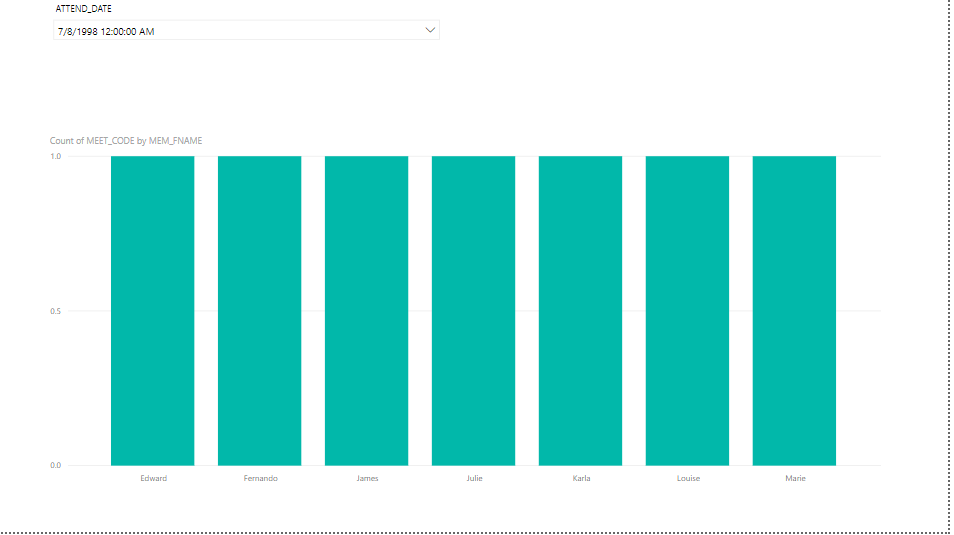 ATTEND_DATE
7/8/1998 12:00:00 AM
Count of MEET_CODE by MEM_FNAME
1.0
0.5
0.0
Edward Fernando James Julie Karla Louise Marie